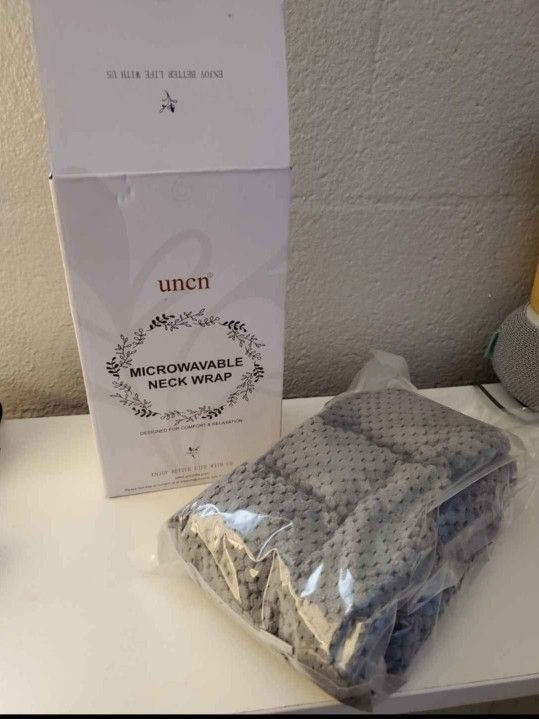 ENJOY BETTER LIFE WITH US
uncn®
MICROWAVABLE
NECK WRAP
DESIGNED FOR COMFORT & RELAXATION
ENJOY BETTER LIFE WITH US